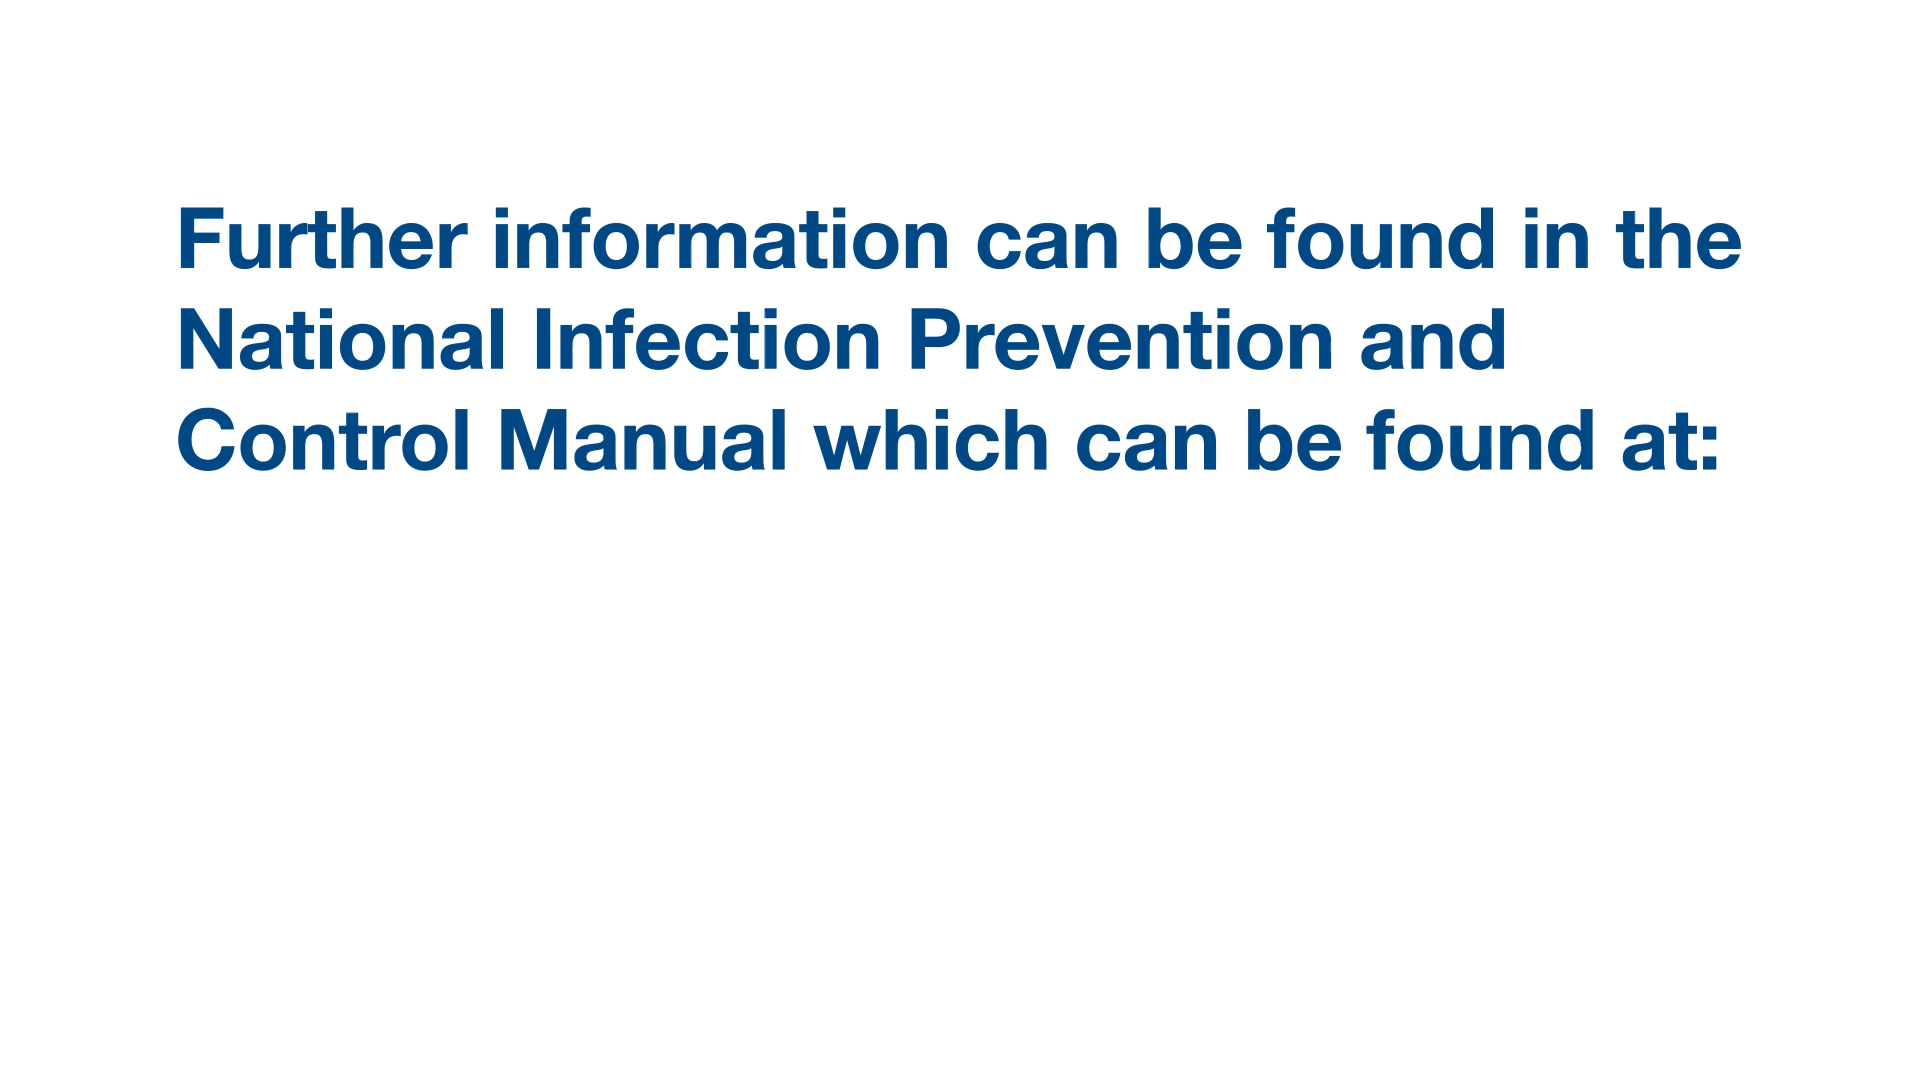 Further information can be found in the
National Infection Prevention and
Control Manual which can be found at: